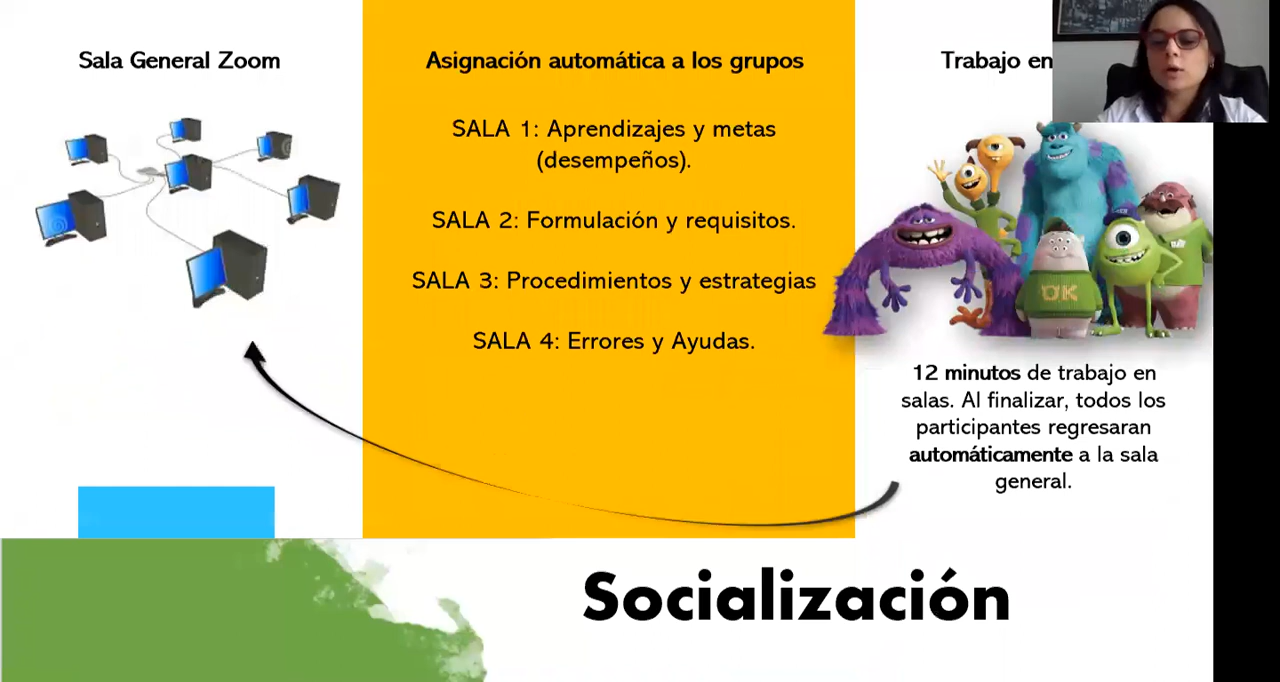 Sala General Zoom
Asignación automática a los grupos
SALA 1: Aprendizajes y metas
(desempeños).
SALA 2: Formulación y requisitos.
SALA 3: Procedimientos y estrategias
SALA 4: Errores y Ayudas.
Trabajo en
OK
12 minutos de trabajo en
salas. Al finalizar, todos los
participantes regresaran
automáticamente a la sala
general.
Socialización